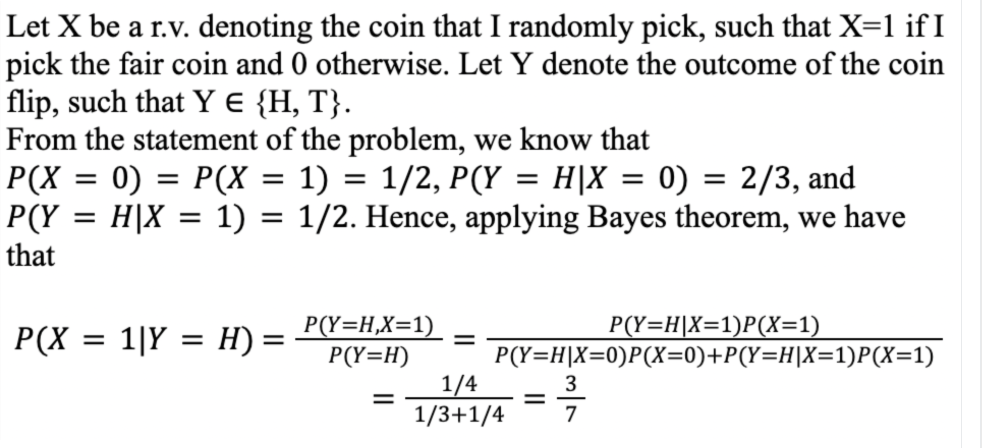 Let X be a r.v. denoting the coin that I randomly pick, such that X=1 if I
pick the fair coin and 0 otherwise. Let Y denote the outcome of the coin
flip, such that Y ∈ {H, T}.
From the statement of the problem, we know that
P(X = 0) = P(X = 1) = 1/2, P(Y = H|X = 0) = 2/3, and
P(Y = H|X = 1) = 1/2. Hence, applying Bayes theorem, we have
that
P(X = 1|Y = H) = \frac{P(Y=H,X=1)}{P(Y=H)} = \frac{P(Y=H|X=1)P(X=1)}{P(Y=H|X=0)P(X=0)+P(Y=H|X=1)P(X=1)}
= \frac{1/4}{1/3+1/4} = \frac{3}{7}